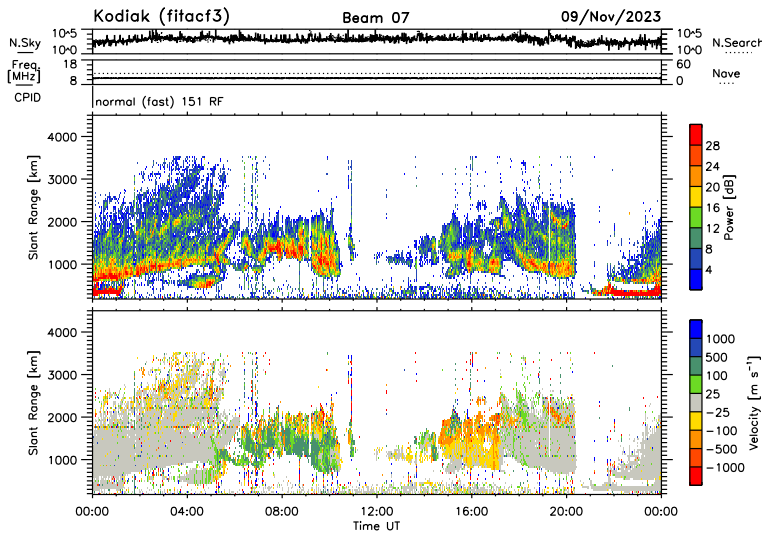 Kodiak (fitacf3) Beam 07 09/Nov/2023
N.Sky 10+5 10+0 10+5 10+0 N.Search
Freq. [MHz] 18 8 60 0 Nave
CPID normal (fast) 151 RF
Slant Range [km] 4000 3000 2000 1000
Power [dB] 28 24 20 16 12 8 4
Slant Range [km] 4000 3000 2000 1000
Velocity [m s⁻¹] 1000 500 100 25 -25 -100 -500 -1000
00:00 04:00 08:00 12:00 16:00 20:00 00:00
Time UT